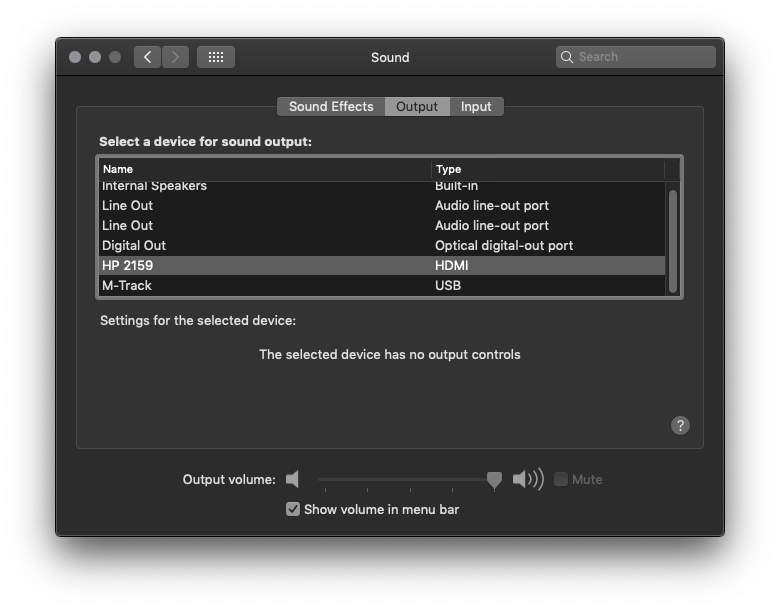 Sound
Search
Sound Effects Output Input
Select a device for sound output:
Name Type
Internal Speakers Built-in
Line Out Audio line-out port
Line Out Audio line-out port
Digital Out Optical digital-out port
HP 2159 HDMI
M-Track USB
Settings for the selected device:
The selected device has no output controls
?
Output volume: Mute
Show volume in menu bar